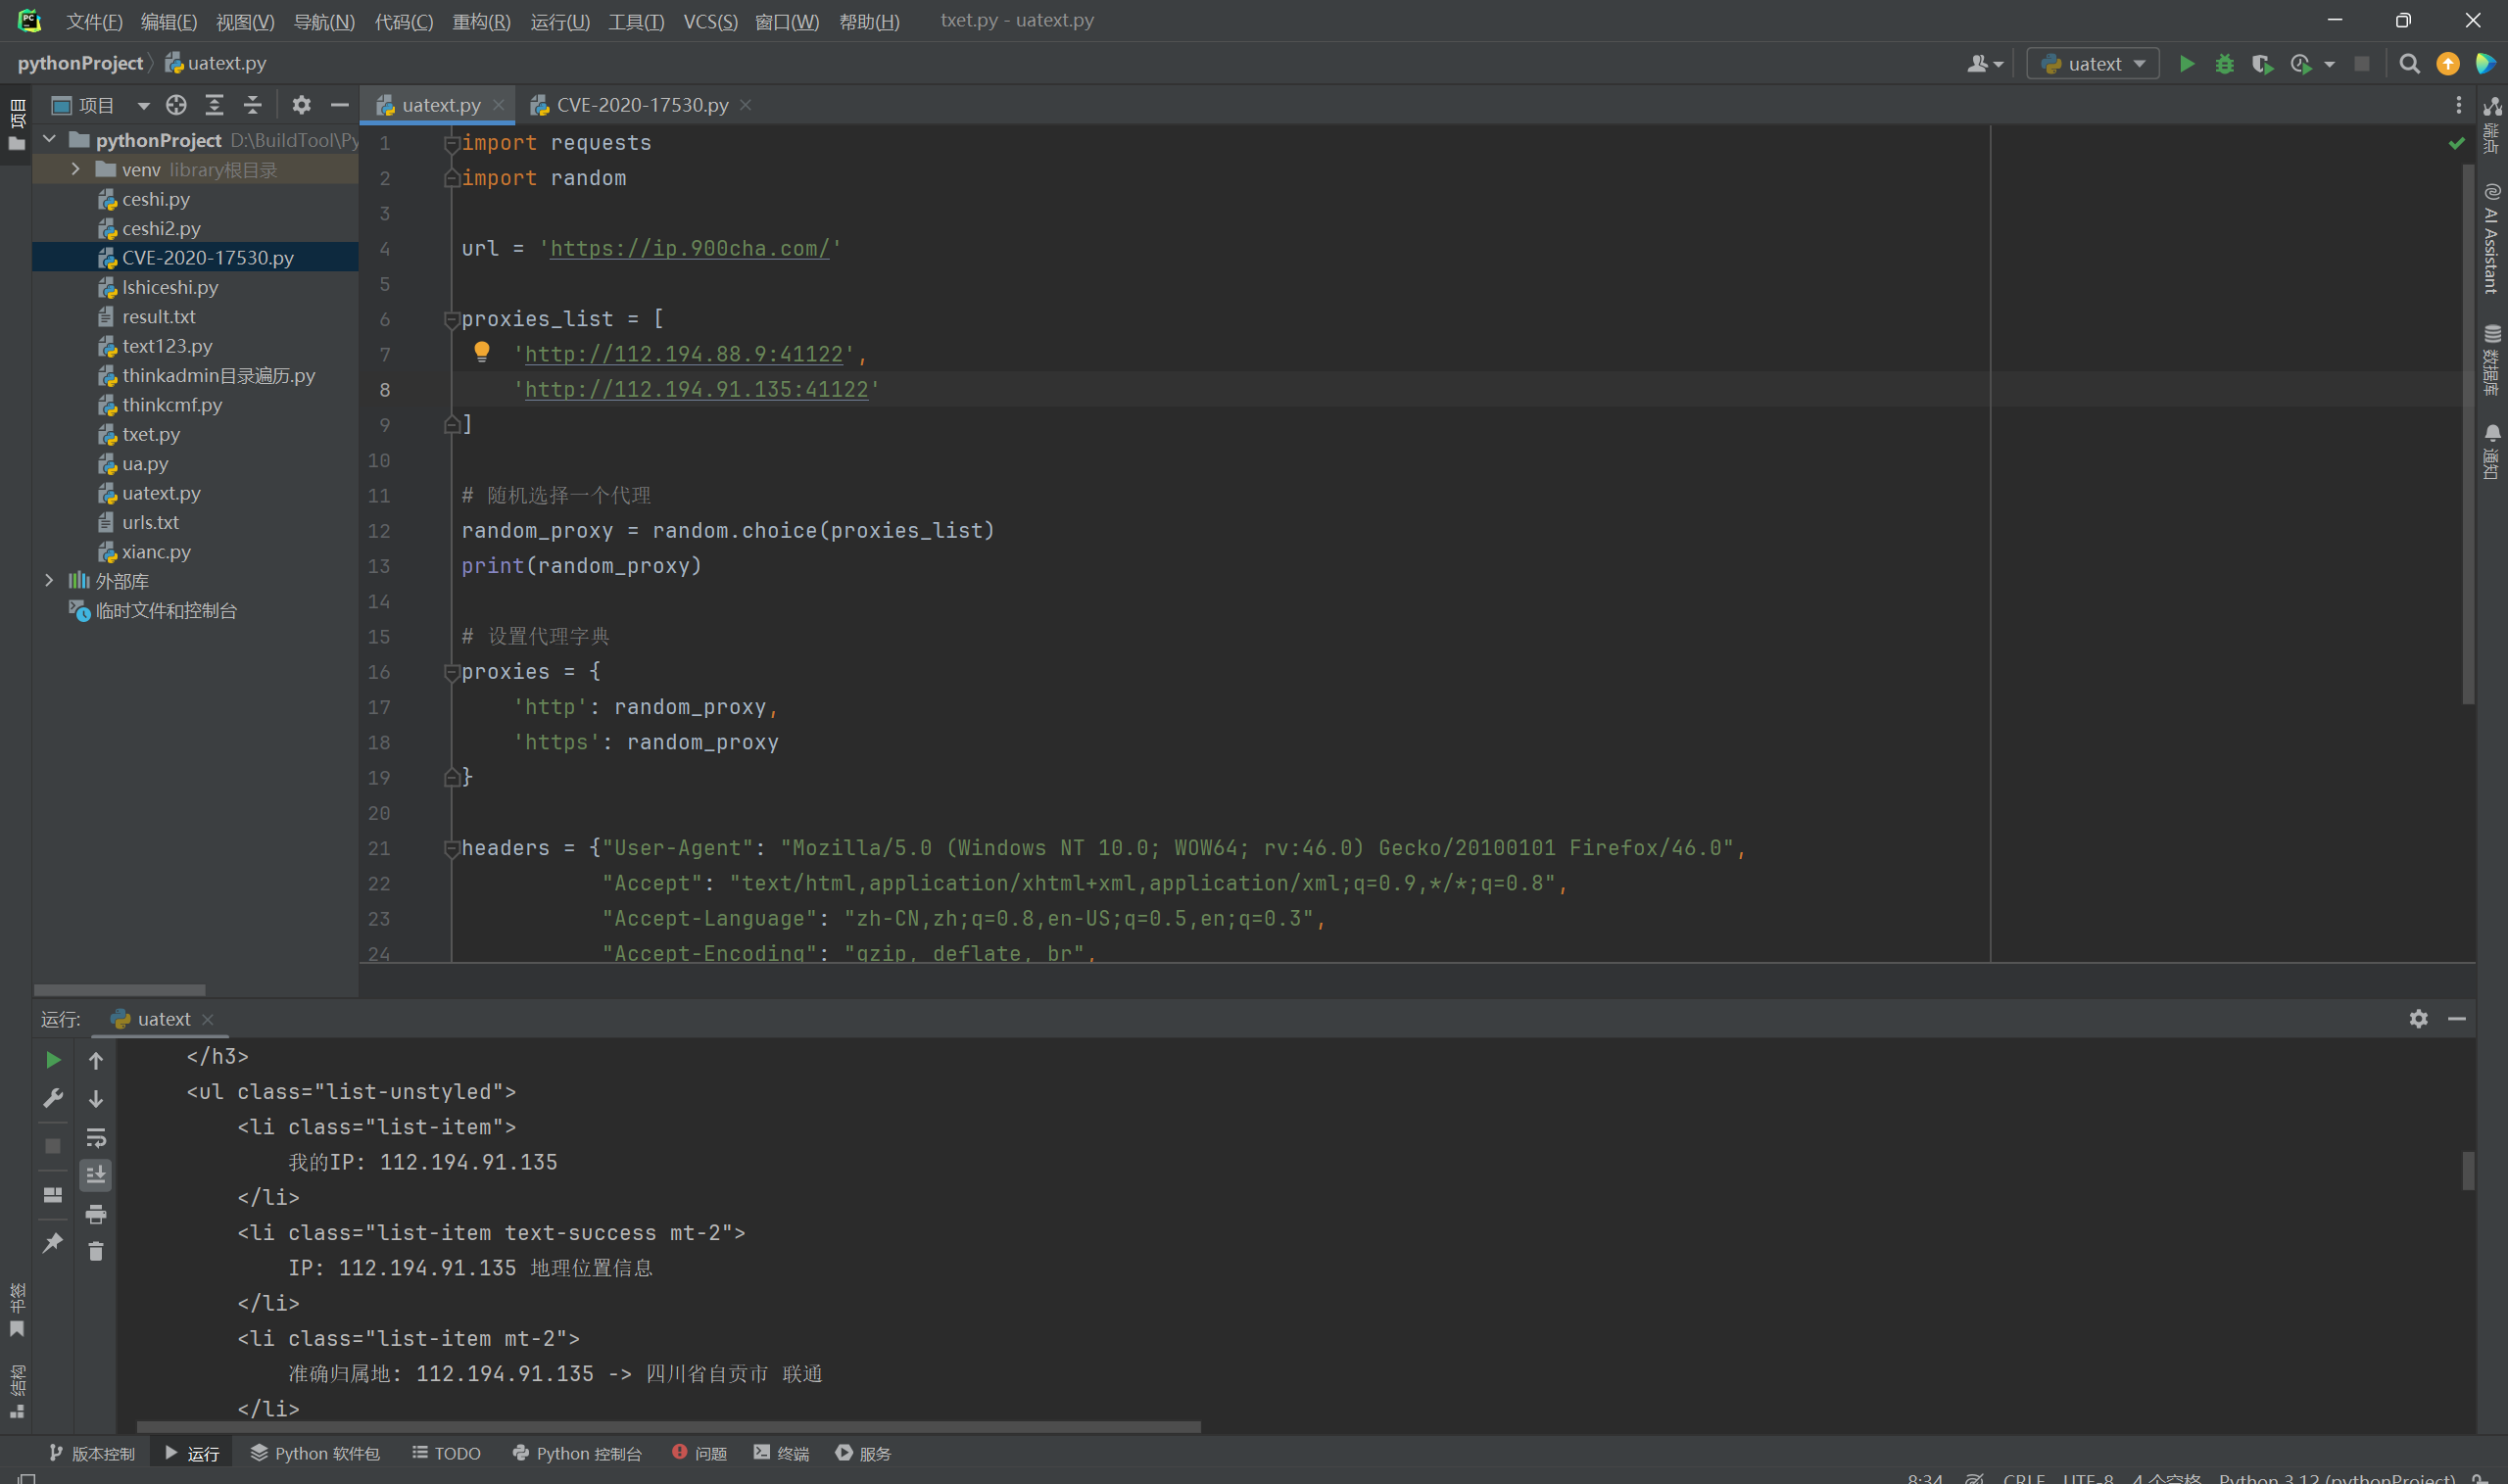 文件(F) 编辑(E) 视图(V) 导航(N) 代码(C) 重构(R) 运行(U) 工具(T) VCS(S) 窗口(W) 帮助(H) txet.py - uatext.py
pythonProject uatext.py
uatext
项目
项目
uatext.py
CVE-2020-17530.py
pythonProject D:\BuildTool\Py
venv library根目录
ceshi.py
ceshi2.py
CVE-2020-17530.py
lshiceshi.py
result.txt
text123.py
thinkadmin目录遍历.py
thinkcmf.py
txet.py
ua.py
uatext.py
urls.txt
xianc.py
外部库
临时文件和控制台
1 import requests
2 import random
3
4 url = 'https://ip.900cha.com/'
5
6 proxies_list = [
7 'http://112.194.88.9:41122',
8 'http://112.194.91.135:41122'
9 ]
10
11 # 随机选择一个代理
12 random_proxy = random.choice(proxies_list)
13 print(random_proxy)
14
15 # 设置代理字典
16 proxies = {
17 'http': random_proxy,
18 'https': random_proxy
19 }
20
21 headers = {"User-Agent": "Mozilla/5.0 (Windows NT 10.0; WOW64; rv:46.0) Gecko/20100101 Firefox/46.0",
22 "Accept": "text/html,application/xhtml+xml,application/xml;q=0.9,*/*;q=0.8",
23 "Accept-Language": "zh-CN,zh;q=0.8,en-US;q=0.5,en;q=0.3",
24 "Accept-Encoding": "gzip, deflate, br",
端点
AI Assistant
数据库
通知
运行: uatext
</h3>
<ul class="list-unstyled">
<li class="list-item">
我的IP: 112.194.91.135
</li>
<li class="list-item text-success mt-2">
IP: 112.194.91.135 地理位置信息
</li>
<li class="list-item mt-2">
准确归属地: 112.194.91.135 -> 四川省自贡市 联通
</li>
书签
结构
版本控制 运行 Python 软件包 TODO Python 控制台 问题 终端 服务
8:34 CRLF UTF-8 4 个空格 Python 3.12 (pythonProject)